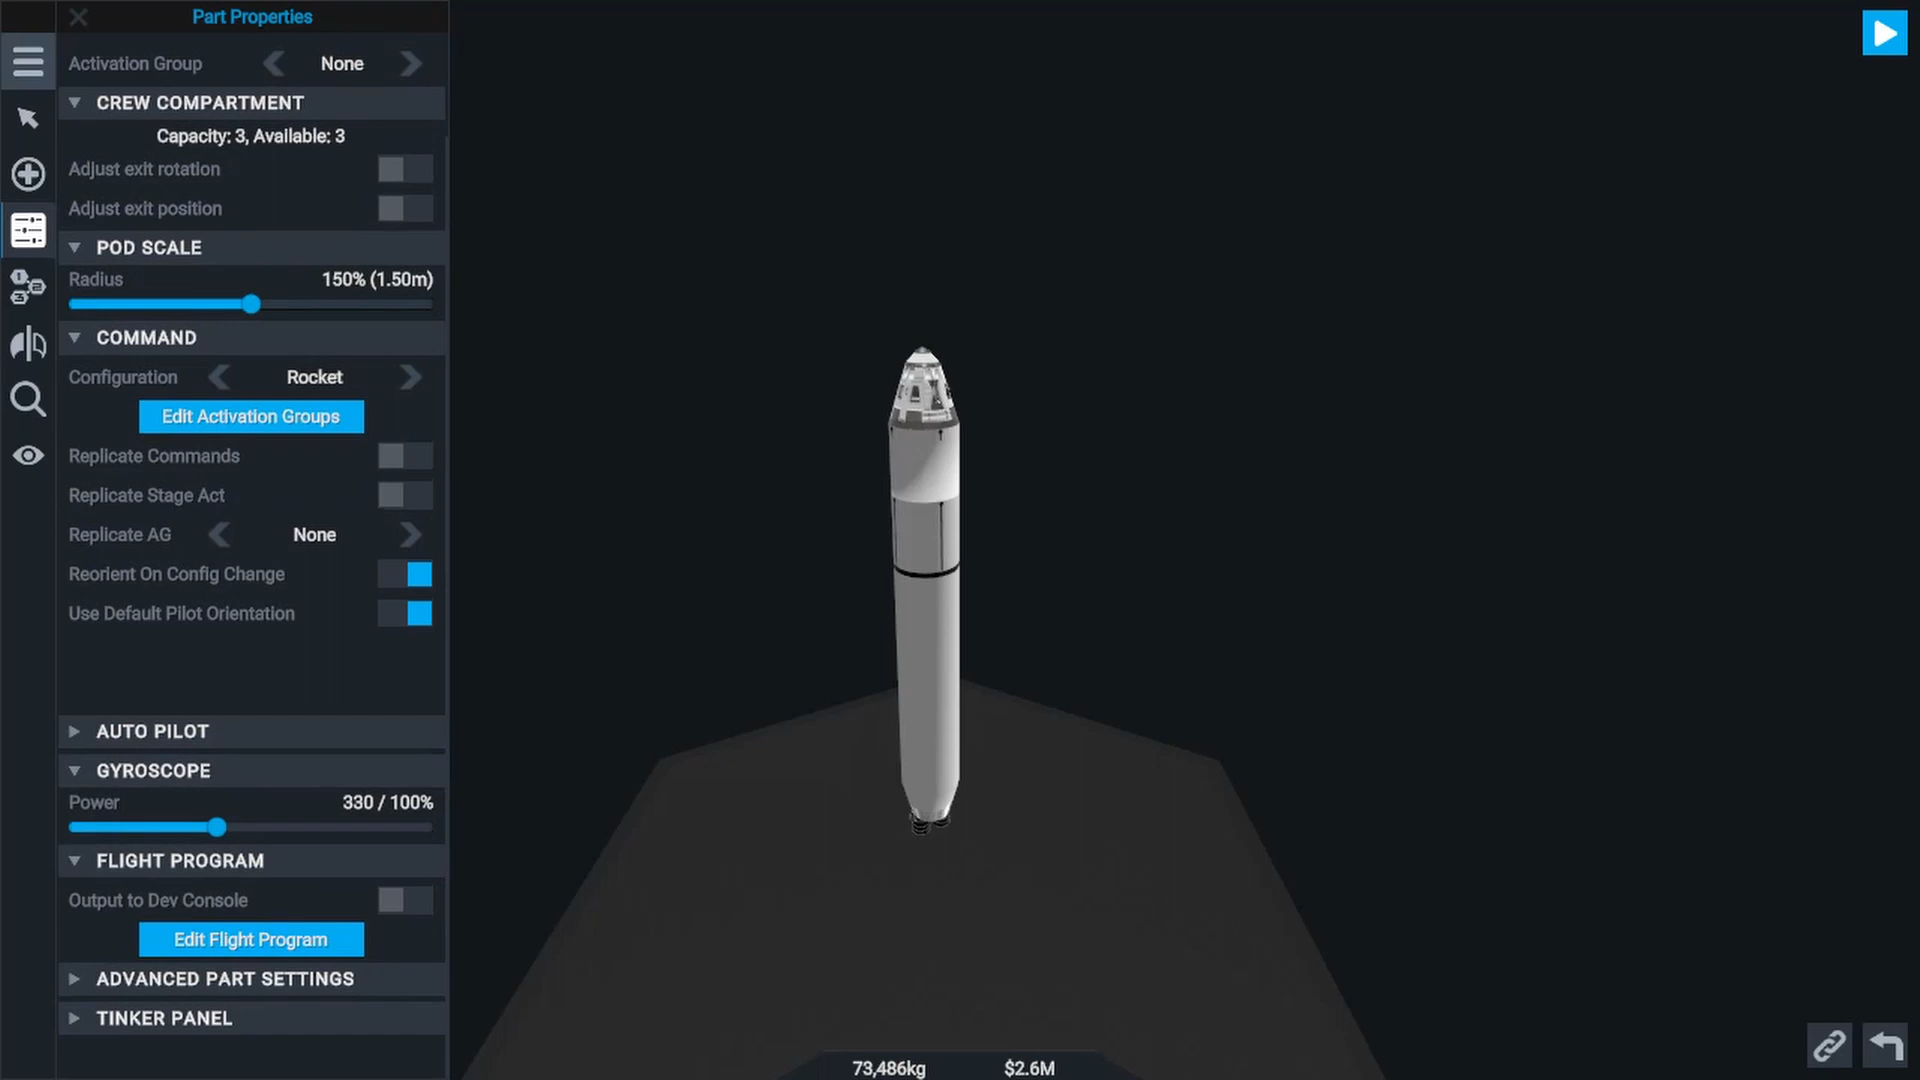 Part Properties
Activation Group None
CREW COMPARTMENT
Capacity: 3, Available: 3
Adjust exit rotation
Adjust exit position
POD SCALE
Radius 150% (1.50m)
COMMAND
Configuration Rocket
Edit Activation Groups
Replicate Commands
Replicate Stage Act
Replicate AG None
Reorient On Config Change
Use Default Pilot Orientation
AUTO PILOT
GYROSCOPE
Power 330 / 100%
FLIGHT PROGRAM
Output to Dev Console
Edit Flight Program
ADVANCED PART SETTINGS
TINKER PANEL
73,486kg $2.6M